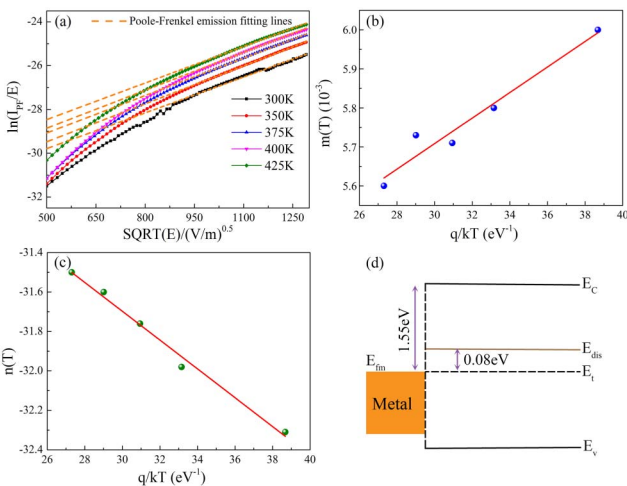 (a)
Poole-Frenkel emission fitting lines
-24
-26
-28
-30
-32
ln(I_PF/E)
300K
350K
375K
400K
425K
500
650
800
950
1100
1250
SQRT(E)/(V/m)^0.5
(b)
6.0
5.9
5.8
5.7
5.6
m(T) (10^-3)
26
28
30
32
34
36
38
40
q/kT (eV^-1)
(c)
-31.4
-31.6
-31.8
-32.0
-32.2
-32.4
n(T)
26
28
30
32
34
36
38
40
q/kT (eV^-1)
(d)
E_C
1.55eV
E_dis
0.08eV
E_fm
E_t
Metal
E_v